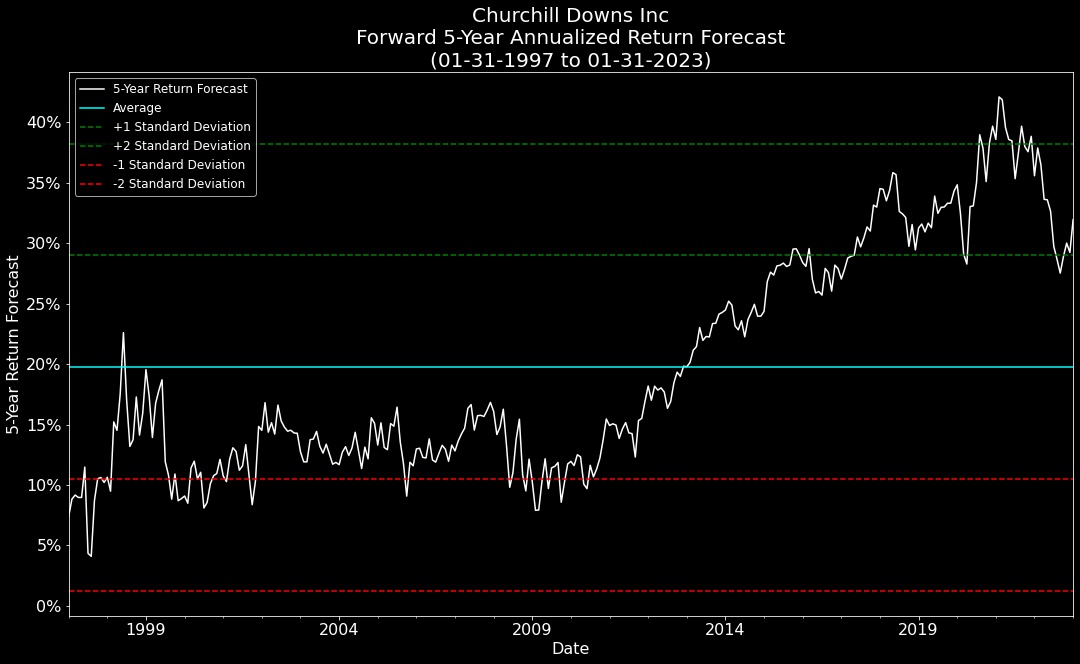 Churchill Downs Inc
Forward 5-Year Annualized Return Forecast
(01-31-1997 to 01-31-2023)
5-Year Return Forecast
Average
+1 Standard Deviation
+2 Standard Deviation
-1 Standard Deviation
-2 Standard Deviation
40%
35%
30%
25%
20%
15%
10%
5%
0%
5-Year Return Forecast
1999
2004
2009
2014
2019
Date